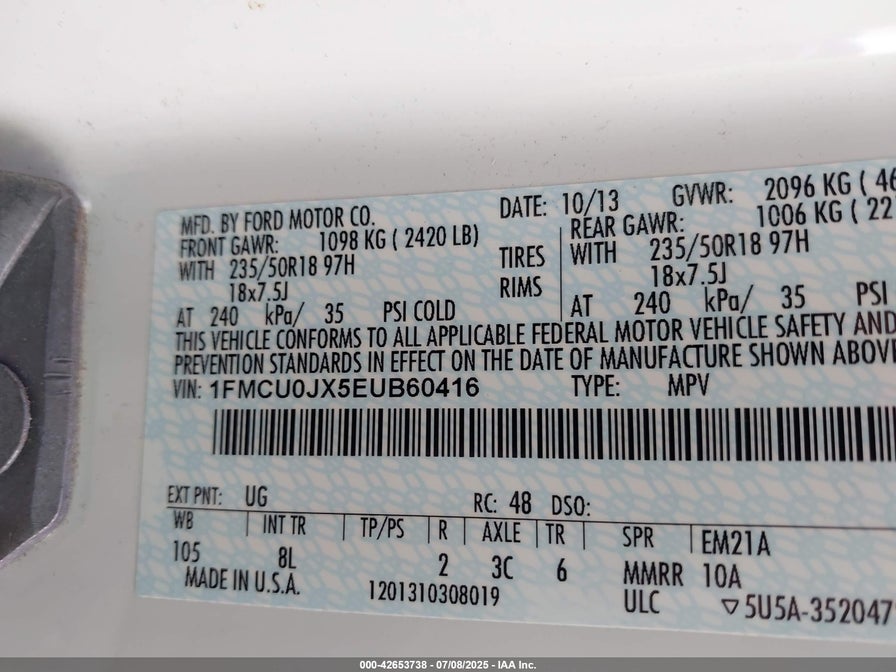 MFD. BY FORD MOTOR CO.
DATE: 10/13 GVWR: 2096 KG ( 46
FRONT GAWR: 1098 KG ( 2420 LB)
REAR GAWR: 1006 KG ( 22
WITH 235/50R18 97H TIRES WITH 235/50R18 97H
18x7.5J RIMS 18x7.5J
AT 240 kPa/ 35 PSI COLD AT 240 kPa/ 35 PSI
THIS VEHICLE CONFORMS TO ALL APPLICABLE FEDERAL MOTOR VEHICLE SAFETY AND
PREVENTION STANDARDS IN EFFECT ON THE DATE OF MANUFACTURE SHOWN ABOVE
VIN: 1FMCU0JX5EUB60416 TYPE: MPV
EXT PNT: UG RC: 48 DSO:
WB INT TR TP/PS R AXLE TR SPR EM21A
105 8L 2 3C 6 MMRR 10A
MADE IN U.S.A. 1201310308019 ULC ▽5U5A-352047
000-42653738 - 07/08/2025 - IAA Inc.